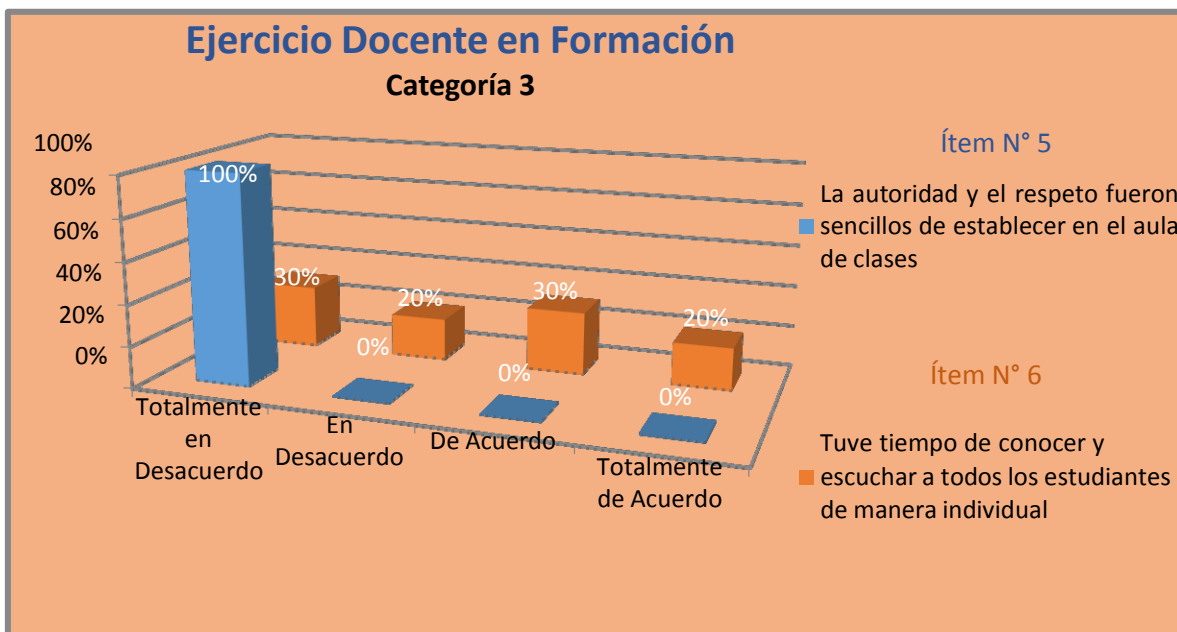 Ejercicio Docente en Formación
Categoría 3
100%
80%
60%
40%
20%
0%
100%
30%
20%
30%
20%
0%
0%
0%
Totalmente
en
Desacuerdo
En
Desacuerdo
De Acuerdo
Totalmente
de Acuerdo
Ítem N° 5
La autoridad y el respeto fueron
sencillos de establecer en el aula
de clases
Ítem N° 6
Tuve tiempo de conocer y
escuchar a todos los estudiantes
de manera individual